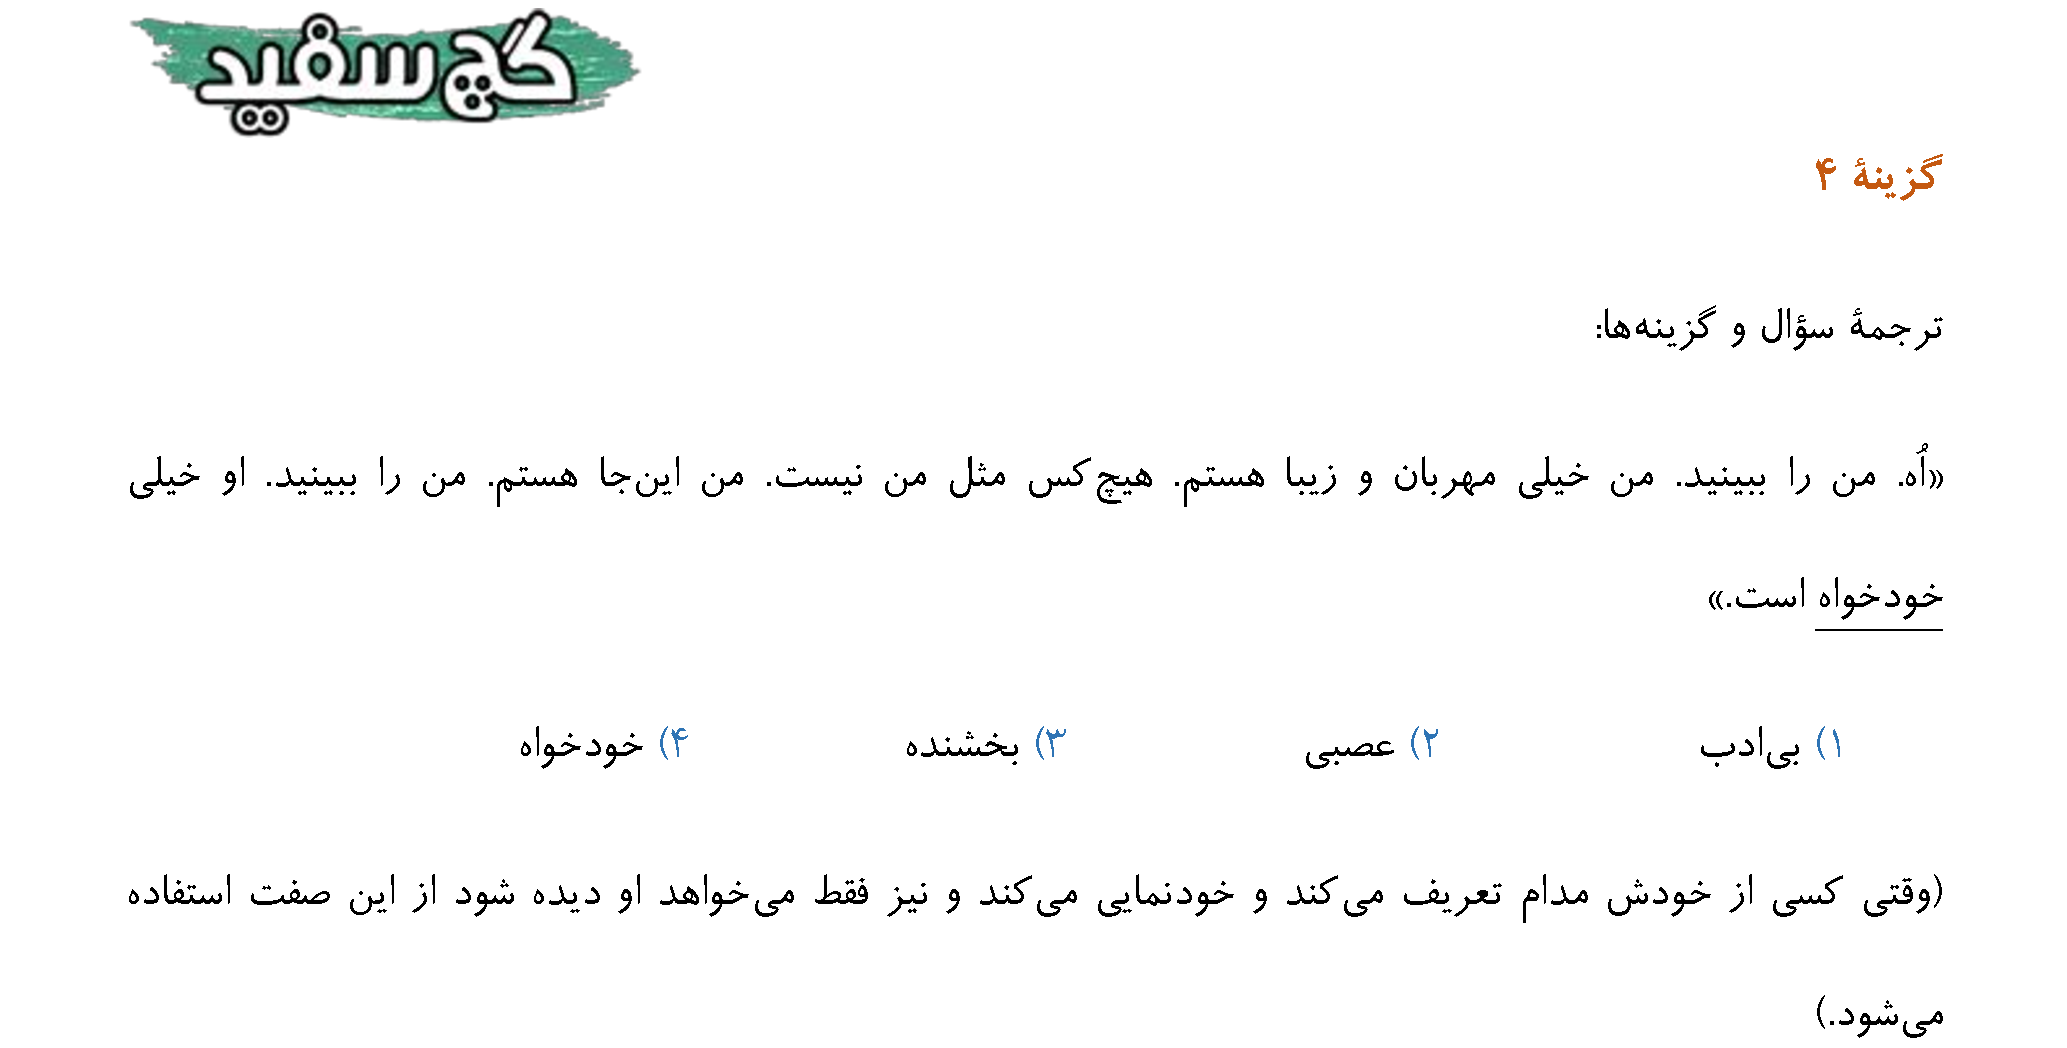 گچ سفید
گزینهٔ ۴
ترجمهٔ سؤال و گزینه‌ها:
«اُه. من را ببینید. من خیلی مهربان و زیبا هستم. هیچ‌کس مثل من نیست. من این‌جا هستم. من را ببینید. او خیلی
خودخواه است.»
۱) بی‌ادب ۲) عصبی ۳) بخشنده ۴) خودخواه
(وقتی کسی از خودش مدام تعریف می‌کند و خودنمایی می‌کند و نیز فقط می‌خواهد او دیده شود از این صفت استفاده
می‌شود.)